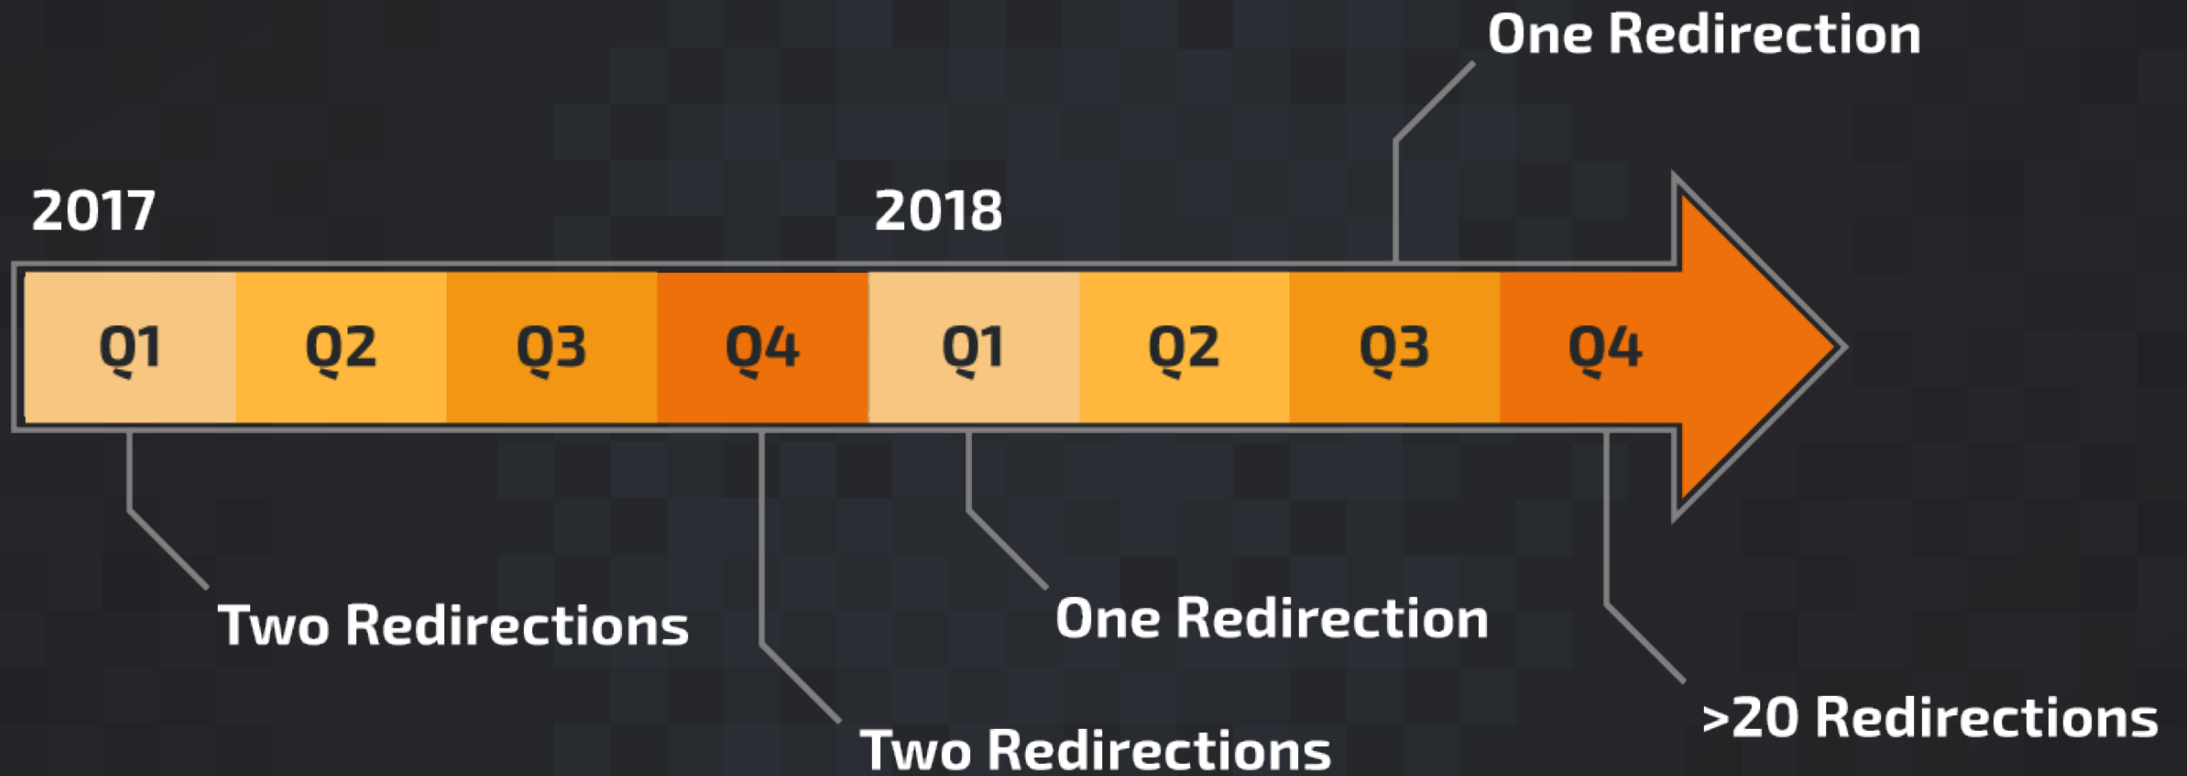 One Redirection
2017
2018
Q1
Q2
Q3
Q4
Q1
Q2
Q3
Q4
Two Redirections
One Redirection
>20 Redirections
Two Redirections